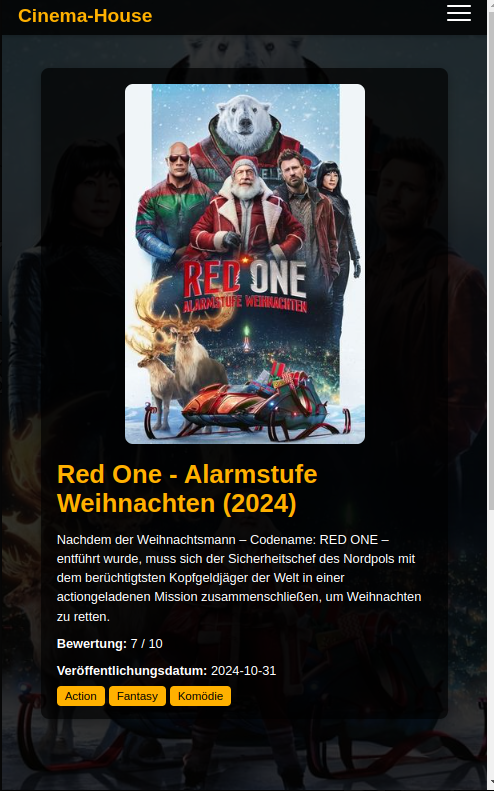 Cinema-House
RED ONE
ALARMSTUFE WEIHNACHTEN
Red One - Alarmstufe
Weihnachten (2024)
Nachdem der Weihnachtsmann – Codename: RED ONE –
entführt wurde, muss sich der Sicherheitschef des Nordpols mit
dem berüchtigtsten Kopfgeldjäger der Welt in einer
actiongeladenen Mission zusammenschließen, um Weihnachten
zu retten.
Bewertung: 7 / 10
Veröffentlichungsdatum: 2024-10-31
Action Fantasy Komödie